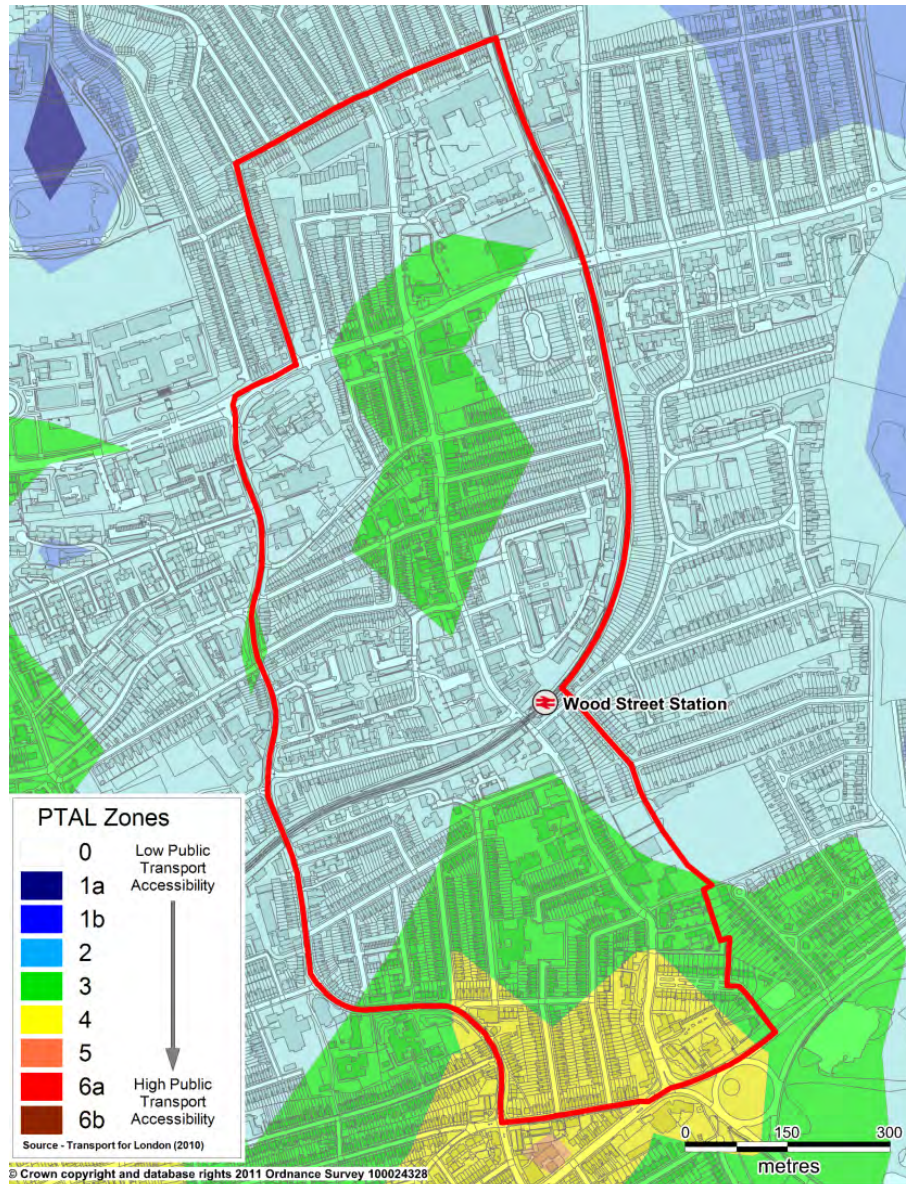 Wood Street Station
PTAL Zones
0
1a
1b
2
3
4
5
6a
6b
Low Public
Transport
Accessibility
High Public
Transport
Accessibility
Source - Transport for London (2010)
0 150 300
metres
© Crown copyright and database rights 2011 Ordnance Survey 100024328